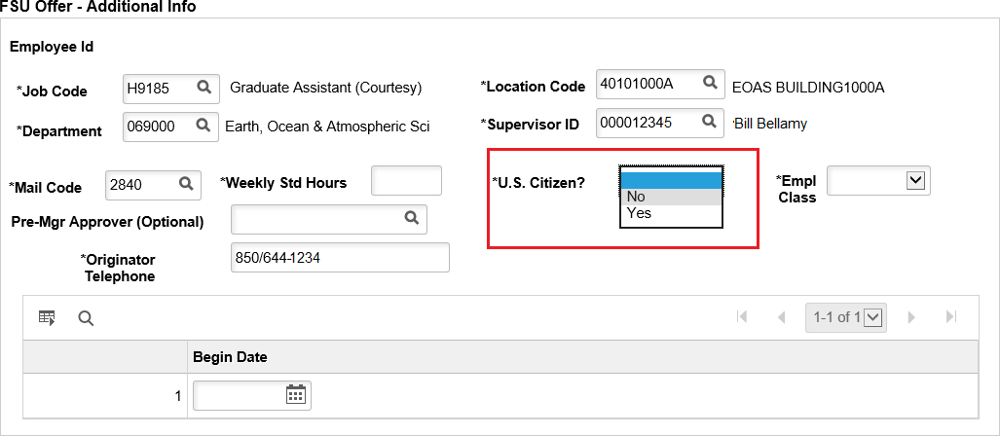 FSU Offer - Additional Info
Employee Id
*Job Code H9185 Graduate Assistant (Courtesy) *Location Code 40101000A EOAS BUILDING1000A
*Department 069000 Earth, Ocean & Atmospheric Sci *Supervisor ID 000012345 Bill Bellamy
*Mail Code 2840 *Weekly Std Hours *U.S. Citizen? *Empl
Class
No
Yes
Pre-Mgr Approver (Optional)
*Originator
Telephone
850/644-1234
1-1 of 1
Begin Date
1